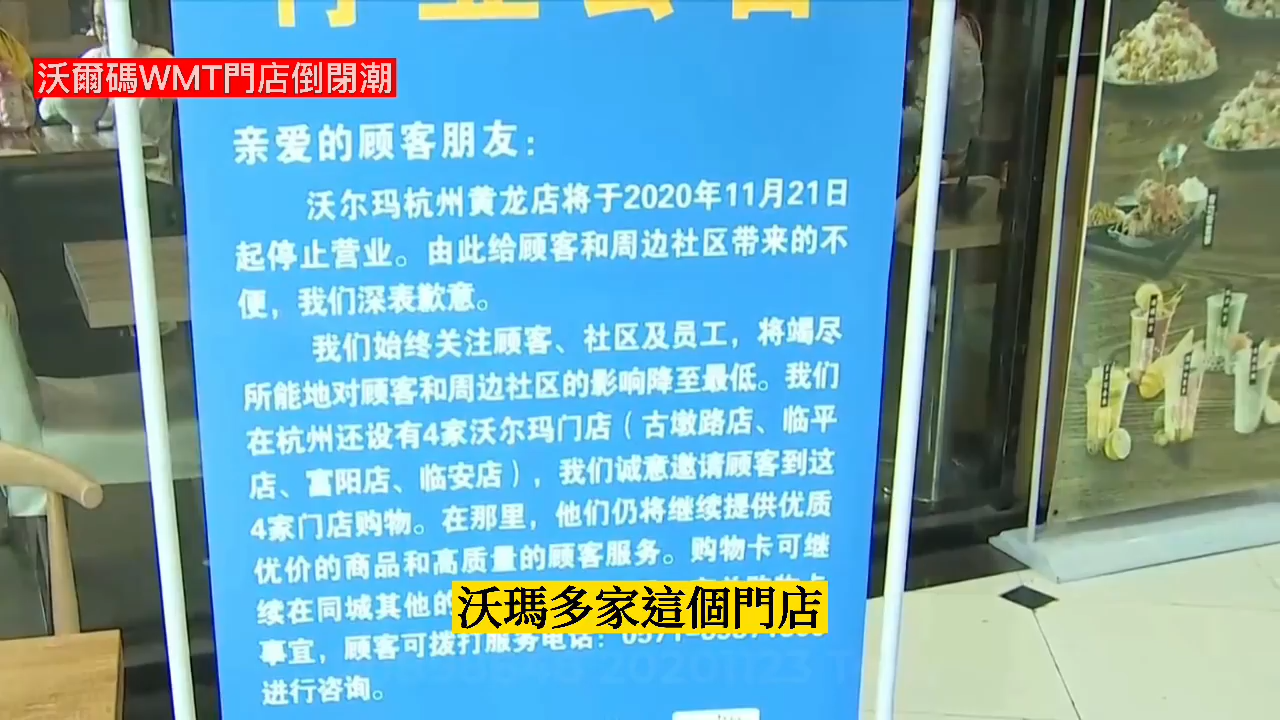 沃爾碼WMT門店倒閉潮
亲爱的顾客朋友：
沃尔玛杭州黄龙店将于2020年11月21日
起停止营业。由此给顾客和周边社区带来的不
便，我们深表歉意。
我们始终关注顾客、社区及员工，将竭尽
所能地对顾客和周边社区的影响降至最低。我们
在杭州还设有4家沃尔玛门店（古墩路店、临平
店、富阳店、临安店），我们诚意邀请顾客到这
4家门店购物。在那里，他们仍将继续提供优质
优价的商品和高质量的顾客服务。购物卡可继
续在同城其他的
沃瑪多家這個門店
事宜，顾客可拨打服务电话：
进行咨询。
20201123